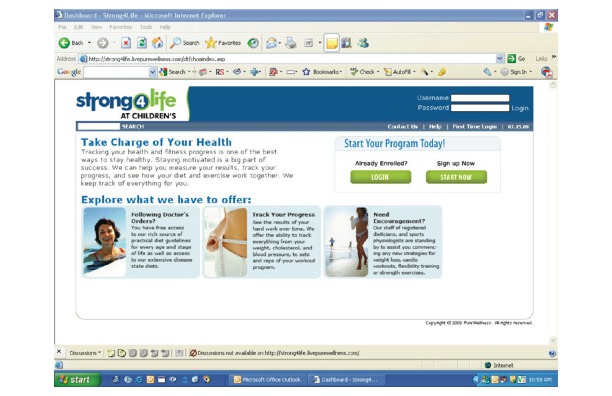 Dashboard - Strong4Life - Microsoft Internet Explorer
File Edit View Favorites Tools Help
Back Search Favorites
Address http://strong4life.livepurewellness.com/dt/choaindex.asp Go Links »
Google Search RS Bookmarks Check AutoFill Sign In
strong4life
AT CHILDREN'S
Username
Password Login
SEARCH Contact Us | Help | First Time Login |
Take Charge of Your Health
Tracking your health and fitness progress is one of the best
ways to stay healthy. Staying motivated is a big part of
success. We can help you measure your results, track your
progress, and see how your diet and exercise work together. We
keep track of everything for you.
Start Your Program Today!
Already Enrolled? Sign up Now
LOGIN START NOW
Explore what we have to offer:
Following Doctor's
Orders?
You have free access
to our rich source of
practical diet guidelines
for every age and stage
of life as well as access
to our extensive disease
state diets.
Track Your Progress
See the results of your
hard work over time. We
offer the ability to track
everything from your
weight, cholesterol, and
blood pressure, to sets
and reps of your workout
program.
Need
Encouragement?
Our staff of registered
dieticians, and sports
physiologists are standing
by to assist you commenc-
ing any new strategies for
weight loss, cardio
workouts, flexibility training
or strength exercises.
Copyright © 2009 PureWellness. All rights reserved.
Discussions Discussions not available on http://strong4life.livepurewellness.com/
Internet
start Microsoft Office Outlook Dashboard - Strong4... 10:58 AM